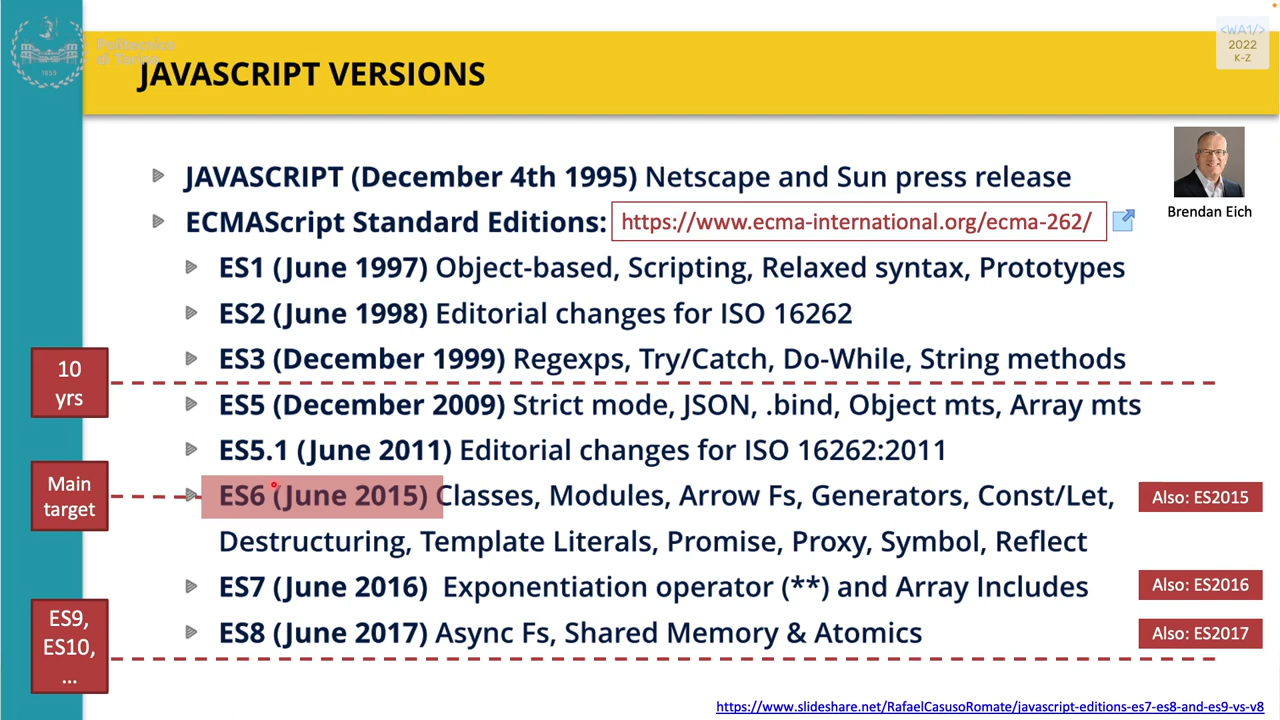 Politecnico
di Torino
1859
<WA1/>
2022
K-Z
JAVASCRIPT VERSIONS
JAVASCRIPT (December 4th 1995) Netscape and Sun press release
Brendan Eich
ECMAScript Standard Editions: https://www.ecma-international.org/ecma-262/
ES1 (June 1997) Object-based, Scripting, Relaxed syntax, Prototypes
ES2 (June 1998) Editorial changes for ISO 16262
ES3 (December 1999) Regexps, Try/Catch, Do-While, String methods
10
yrs
ES5 (December 2009) Strict mode, JSON, .bind, Object mts, Array mts
ES5.1 (June 2011) Editorial changes for ISO 16262:2011
Main
target
ES6 (June 2015) Classes, Modules, Arrow Fs, Generators, Const/Let,
Also: ES2015
Destructuring, Template Literals, Promise, Proxy, Symbol, Reflect
ES7 (June 2016) Exponentiation operator (**) and Array Includes
Also: ES2016
ES8 (June 2017) Async Fs, Shared Memory & Atomics
Also: ES2017
ES9,
ES10,
...
https://www.slideshare.net/RafaelCasusoRomate/javascript-editions-es7-es8-and-es9-vs-v8